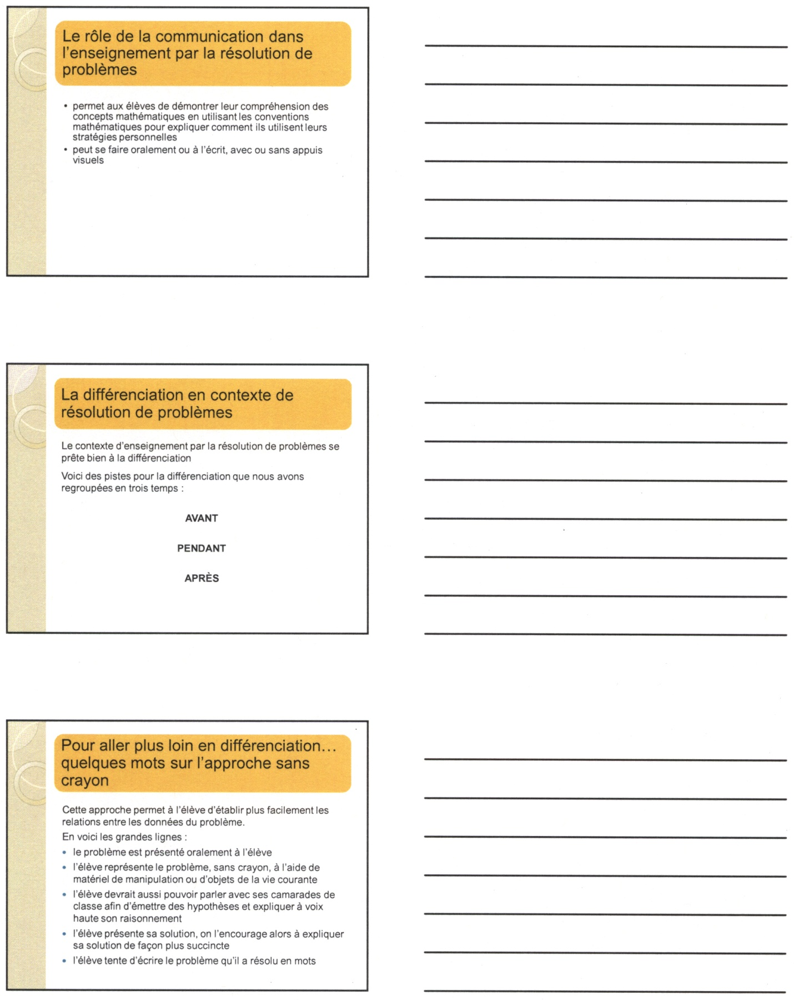 Le rôle de la communication dans
l'enseignement par la résolution de
problèmes
• permet aux élèves de démontrer leur compréhension des
concepts mathématiques en utilisant les conventions
mathématiques pour expliquer comment ils utilisent leurs
stratégies personnelles
• peut se faire oralement ou à l'écrit, avec ou sans appuis
visuels
La différenciation en contexte de
résolution de problèmes
Le contexte d'enseignement par la résolution de problèmes se
prête bien à la différenciation
Voici des pistes pour la différenciation que nous avons
regroupées en trois temps :
AVANT
PENDANT
APRÈS
Pour aller plus loin en différenciation…
quelques mots sur l'approche sans
crayon
Cette approche permet à l'élève d'établir plus facilement les
relations entre les données du problème.
En voici les grandes lignes :
• le problème est présenté oralement à l'élève
• l'élève représente le problème, sans crayon, à l'aide de
matériel de manipulation ou d'objets de la vie courante
• l'élève devrait aussi pouvoir parler avec ses camarades de
classe afin d'émettre des hypothèses et expliquer à voix
haute son raisonnement
• l'élève présente sa solution, on l'encourage alors à expliquer
sa solution de façon plus succincte
• l'élève tente d'écrire le problème qu'il a résolu en mots